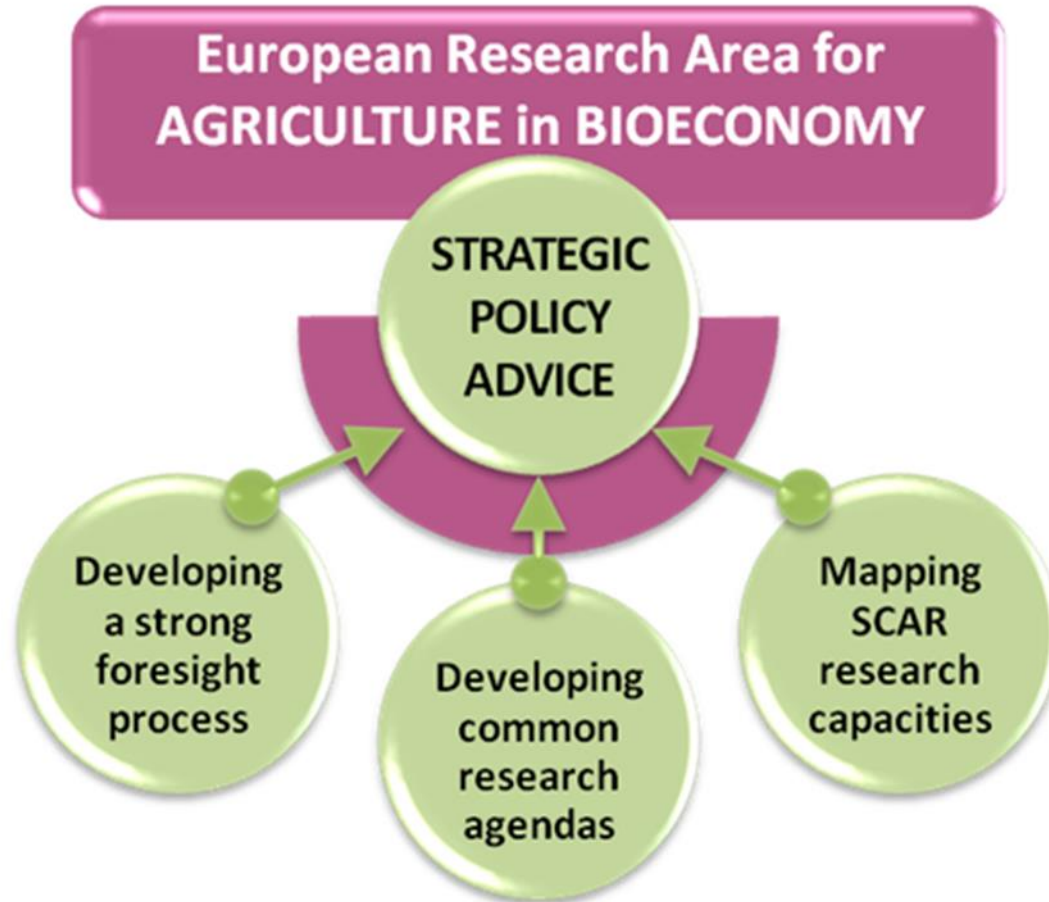 European Research Area for
AGRICULTURE in BIOECONOMY
STRATEGIC
POLICY
ADVICE
Developing
a strong
foresight
process
Developing
common
research
agendas
Mapping
SCAR
research
capacities